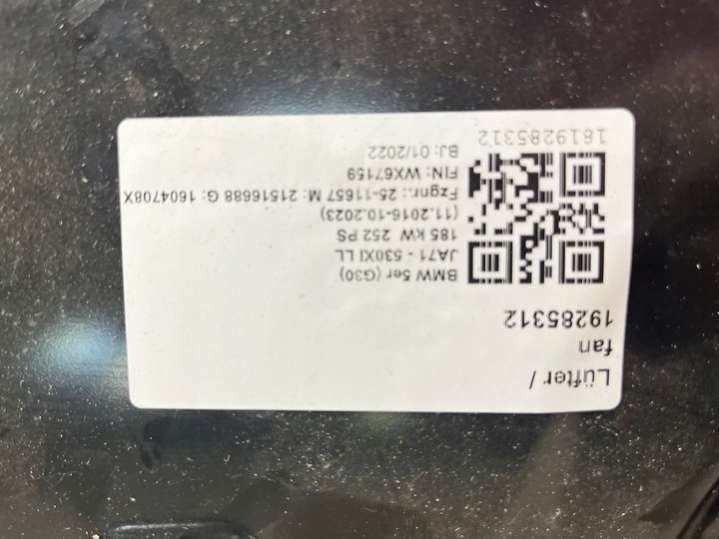 Lüfter /
fan
19285312
BMW 5er (G30)
JA71 - 530XI LL
185 kW 252 PS
(11.2016-10.2023)
Fzgnr.: 25-11657 M: 21516688 G: 1604708X
FIN: WX67159
BJ: 01/2022
1819285312